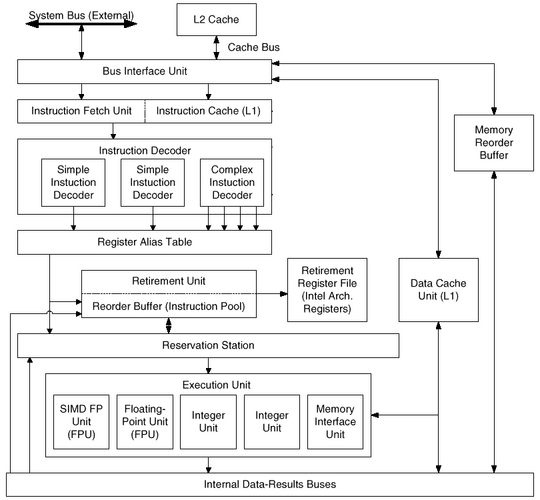 System Bus (External)
L2 Cache
Cache Bus
Bus Interface Unit
Instruction Fetch Unit
Instruction Cache (L1)
Memory
Reorder
Buffer
Instruction Decoder
Simple
Instuction
Decoder
Simple
Instuction
Decoder
Complex
Instuction
Decoder
Register Alias Table
Retirement Unit
Reorder Buffer (Instruction Pool)
Retirement
Register File
(Intel Arch.
Registers)
Data Cache
Unit (L1)
Reservation Station
Execution Unit
SIMD FP
Unit
(FPU)
Floating-
Point Unit
(FPU)
Integer
Unit
Integer
Unit
Memory
Interface
Unit
Internal Data-Results Buses